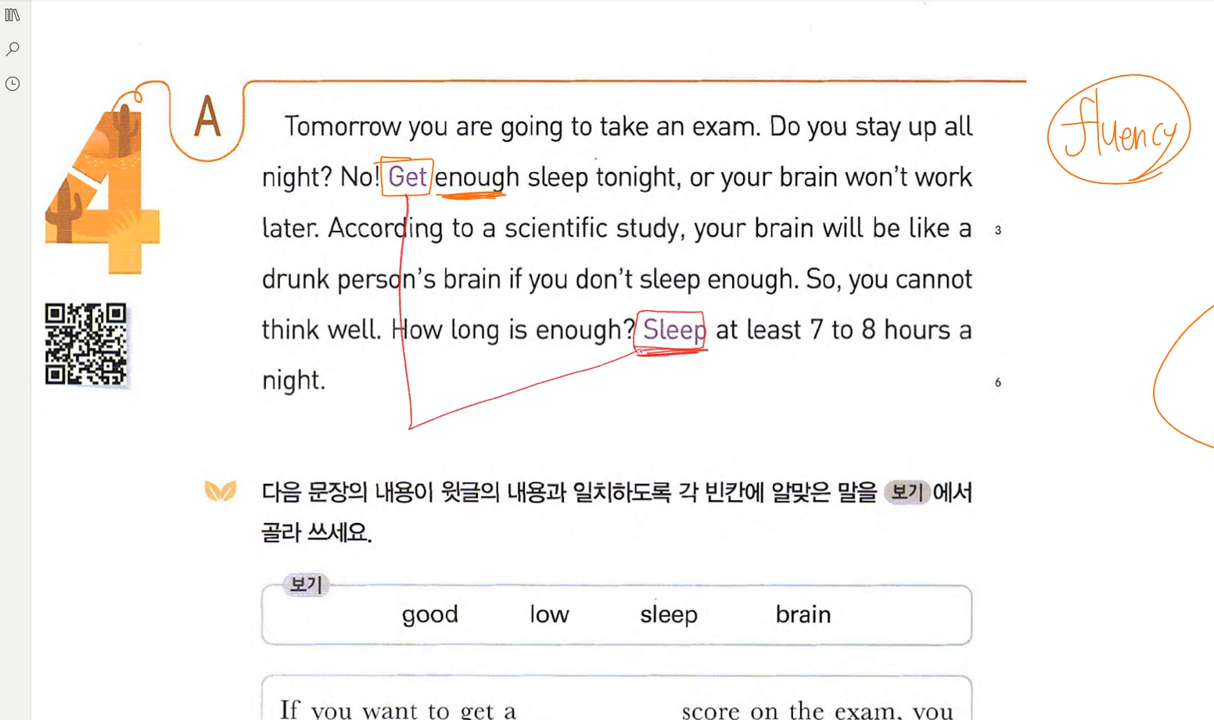 4
A
Tomorrow you are going to take an exam. Do you stay up all
night? No! Get enough sleep tonight, or your brain won't work
later. According to a scientific study, your brain will be like a
3
drunk person's brain if you don't sleep enough. So, you cannot
think well. How long is enough? Sleep at least 7 to 8 hours a
night.
6
fluency
다음 문장의 내용이 윗글의 내용과 일치하도록 각 빈칸에 알맞은 말을 보기 에서
골라 쓰세요.
보기
good low sleep brain
If you want to get a score on the exam, you